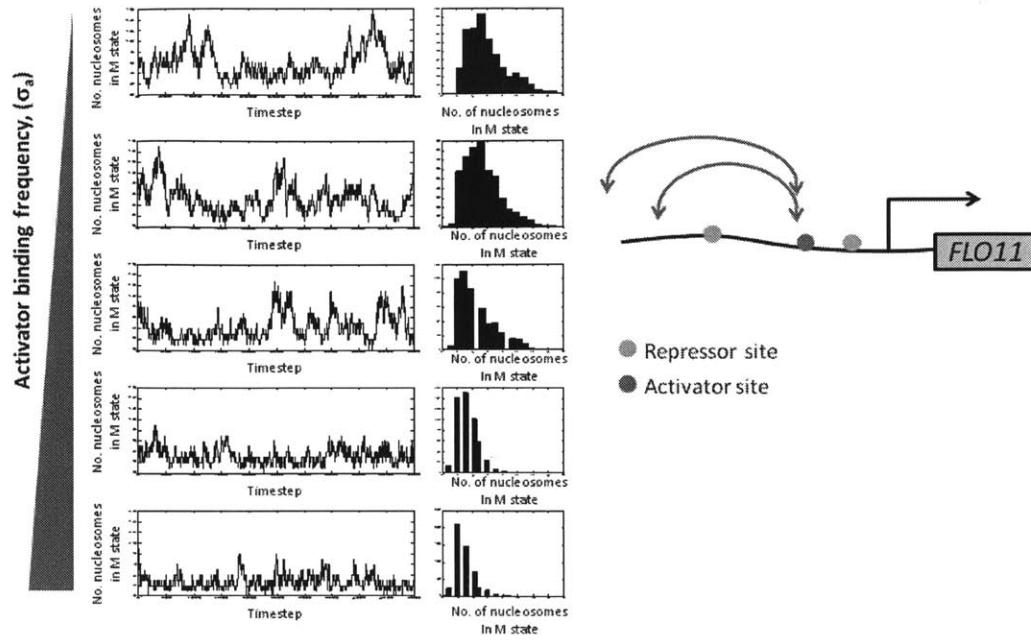 Activator binding frequency, (σa)
No. nucleosomes
in M state
Timestep
No. of nucleosomes
In M state
No. nucleosomes
in M state
Timestep
No. of nucleosomes
In M state
No. nucleosomes
in M state
Timestep
No. of nucleosomes
In M state
No. nucleosomes
in M state
Timestep
No. of nucleosomes
In M state
No. nucleosomes
in M state
Timestep
No. of nucleosomes
In M state
FLO11
Repressor site
Activator site